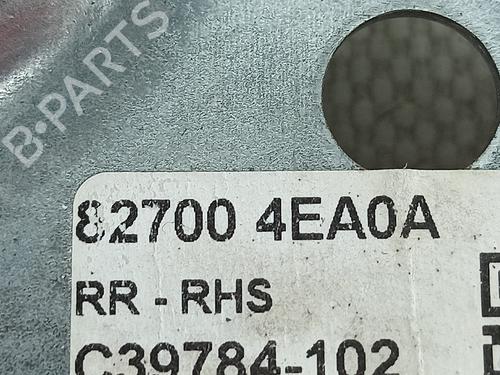 B-PARTS
82700 4EA0A
RR - RHS
C39784-102